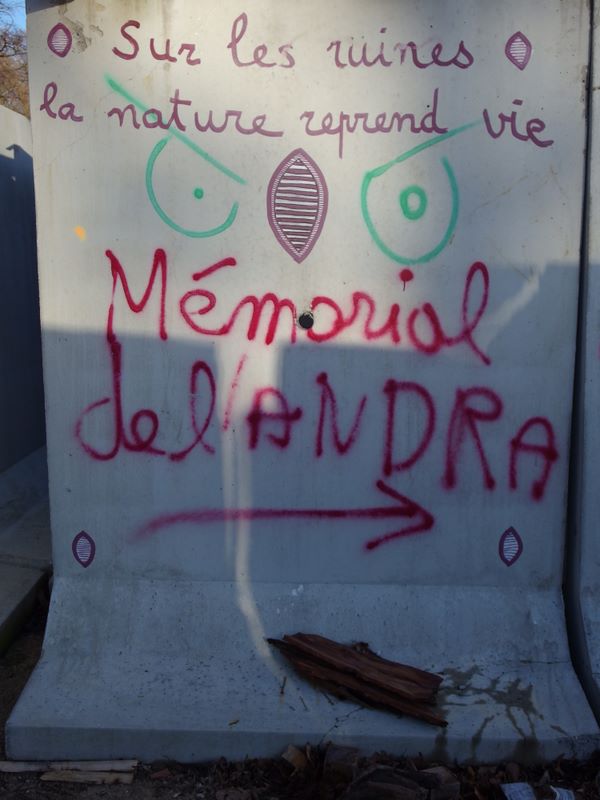 Sur les ruines
la nature reprend vie
Mémorial
de l'ANDRA